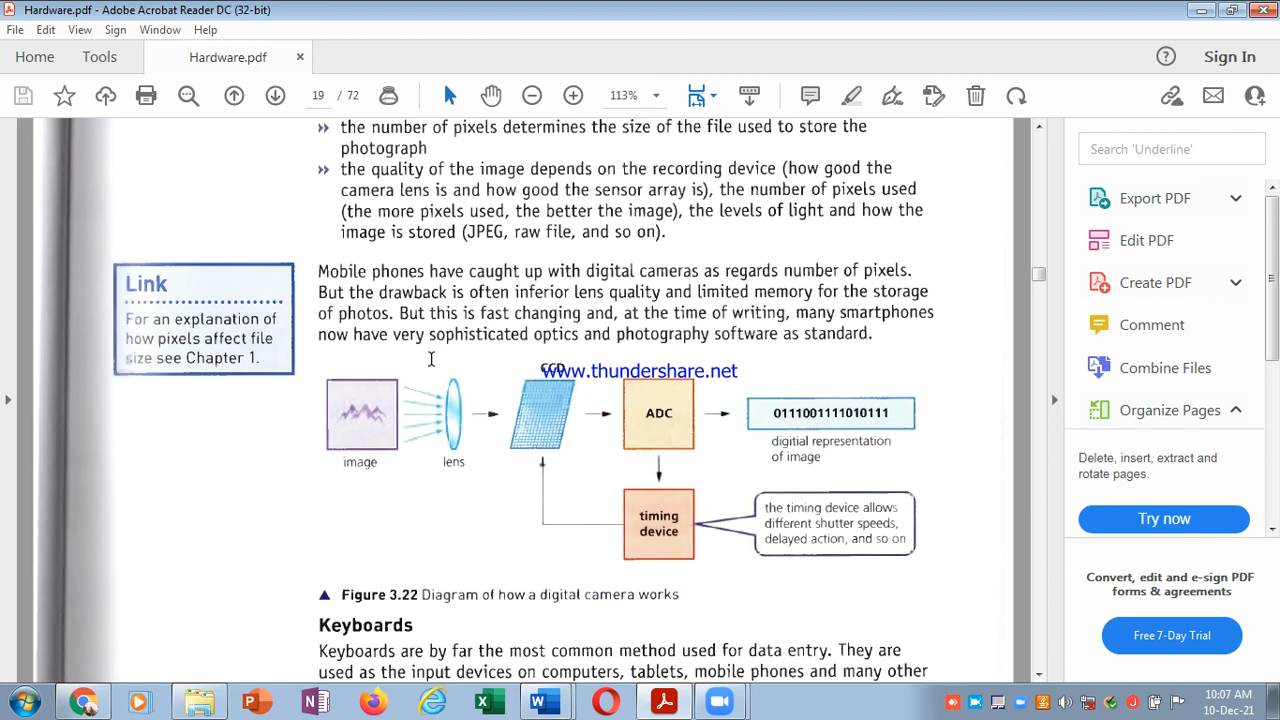 Hardware.pdf - Adobe Acrobat Reader DC (32-bit)
File Edit View Sign Window Help
Home Tools Hardware.pdf × Sign In
19 / 72 113%
the number of pixels determines the size of the file used to store the
photograph
the quality of the image depends on the recording device (how good the
camera lens is and how good the sensor array is), the number of pixels used
(the more pixels used, the better the image), the levels of light and how the
image is stored (JPEG, raw file, and so on).
Link
For an explanation of
how pixels affect file
size see Chapter 1.
Mobile phones have caught up with digital cameras as regards number of pixels.
But the drawback is often inferior lens quality and limited memory for the storage
of photos. But this is fast changing and, at the time of writing, many smartphones
now have very sophisticated optics and photography software as standard.
CCD
www.thundershare.net
ADC
0111001111010111
image
lens
digitial representation
of image
timing
device
the timing device allows
different shutter speeds,
delayed action, and so on
▲ Figure 3.22 Diagram of how a digital camera works
Keyboards
Keyboards are by far the most common method used for data entry. They are
used as the input devices on computers, tablets, mobile phones and many other
Search 'Underline'
Export PDF
Edit PDF
Create PDF
Comment
Combine Files
Organize Pages
Delete, insert, extract and
rotate pages.
Try now
Convert, edit and e-sign PDF
forms & agreements
Free 7-Day Trial
10:07 AM
10-Dec-21